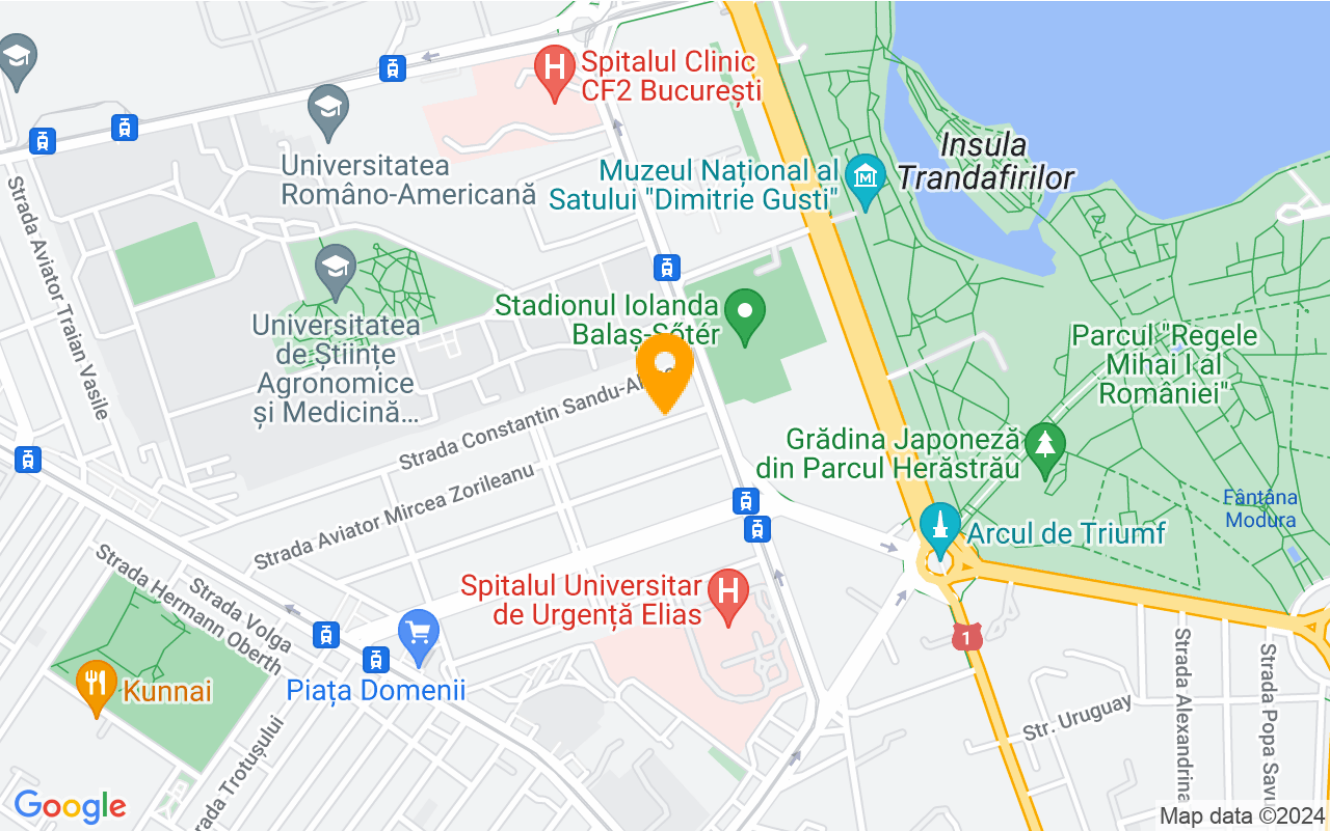 Spitalul Clinic
CF2 București
H
Universitatea
Româno-Americană
Muzeul Național al
Satului "Dimitrie Gusti"
M
Insula
Trandafirilor
Strada Aviator Traian Vasile
Stadionul Iolanda
Balaș-Sőtér
Universitatea
de Științe
Agronomice
și Medicină...
Parcul "Regele
Mihai I al
României"
Strada Constantin Sandu-Al
Grădina Japoneză
din Parcul Herăstrău
Strada Aviator Mircea Zorileanu
Fântâna
Modura
Arcul de Triumf
Strada Hermann Oberth
Strada Volga
Spitalul Universitar
de Urgență Elias
H
1
Kunnai
Piața Domenii
Strada Alexandrina
Strada Popa Savu
Str. Uruguay
rada Trotușului
Google
Map data ©2024